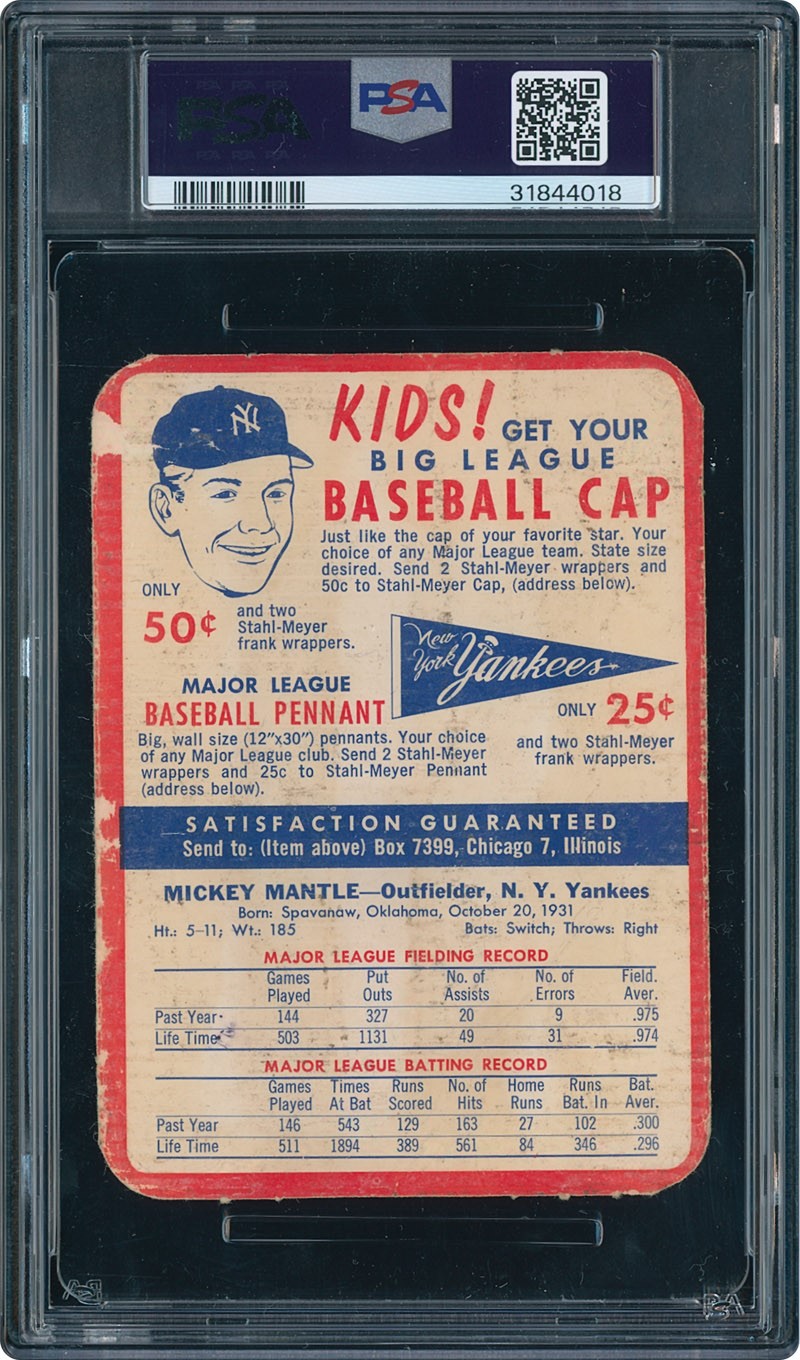 PSA
PSA
31844018
NY
KIDS! GET YOUR
BIG LEAGUE
BASEBALL CAP
Just like the cap of your favorite star. Your
choice of any Major League team. State size
desired. Send 2 Stahl-Meyer wrappers and
50c to Stahl-Meyer Cap, (address below).
ONLY
50¢
and two
Stahl-Meyer
frank wrappers.
New
York Yankees
MAJOR LEAGUE
BASEBALL PENNANT
ONLY 25¢
Big, wall size (12"x30") pennants. Your choice
of any Major League club. Send 2 Stahl-Meyer
wrappers and 25c to Stahl-Meyer Pennant
(address below).
and two Stahl-Meyer
frank wrappers.
SATISFACTION GUARANTEED
Send to: (Item above) Box 7399, Chicago 7, Illinois
MICKEY MANTLE—Outfielder, N. Y. Yankees
Born: Spavanaw, Oklahoma, October 20, 1931
Ht.: 5-11; Wt.: 185 Bats: Switch; Throws: Right
MAJOR LEAGUE FIELDING RECORD
Games Put No. of No. of Field.
Played Outs Assists Errors Aver.
Past Year 144 327 20 9 .975
Life Time 503 1131 49 31 .974
MAJOR LEAGUE BATTING RECORD
Games Times Runs No. of Home Runs Bat.
Played At Bat Scored Hits Runs Bat. In Aver.
Past Year 146 543 129 163 27 102 .300
Life Time 511 1894 389 561 84 346 .296
PSA
PSA